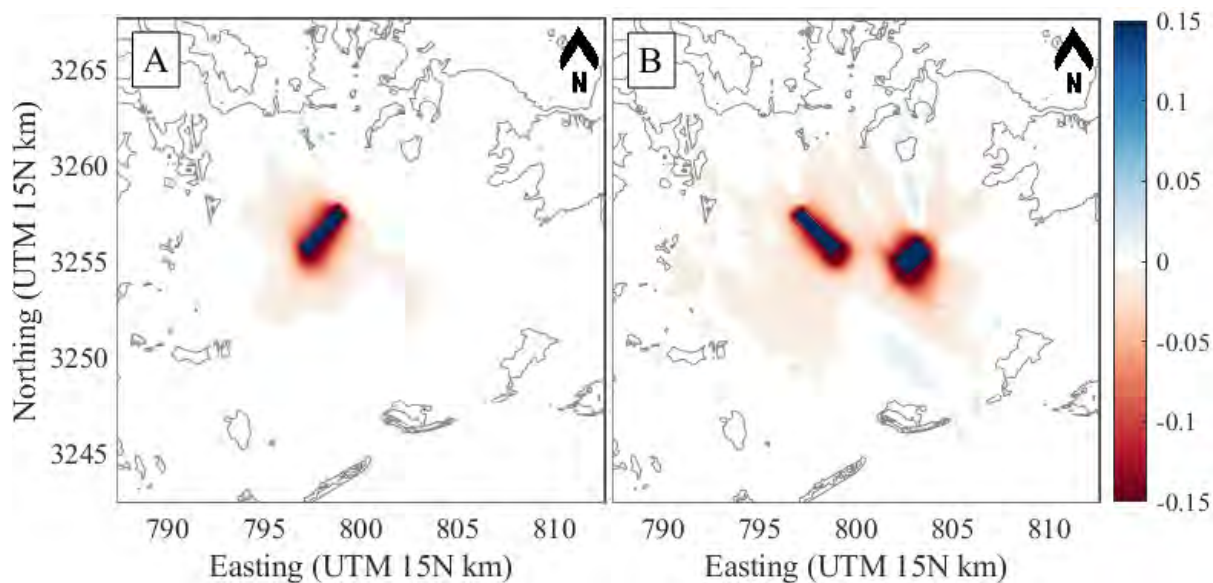 A
N
B
N
Northing (UTM 15N km)
3265
3260
3255
3250
3245
790 795 800 805 810
790 795 800 805 810
Easting (UTM 15N km)
Easting (UTM 15N km)
0.15
0.1
0.05
0
-0.05
-0.1
-0.15